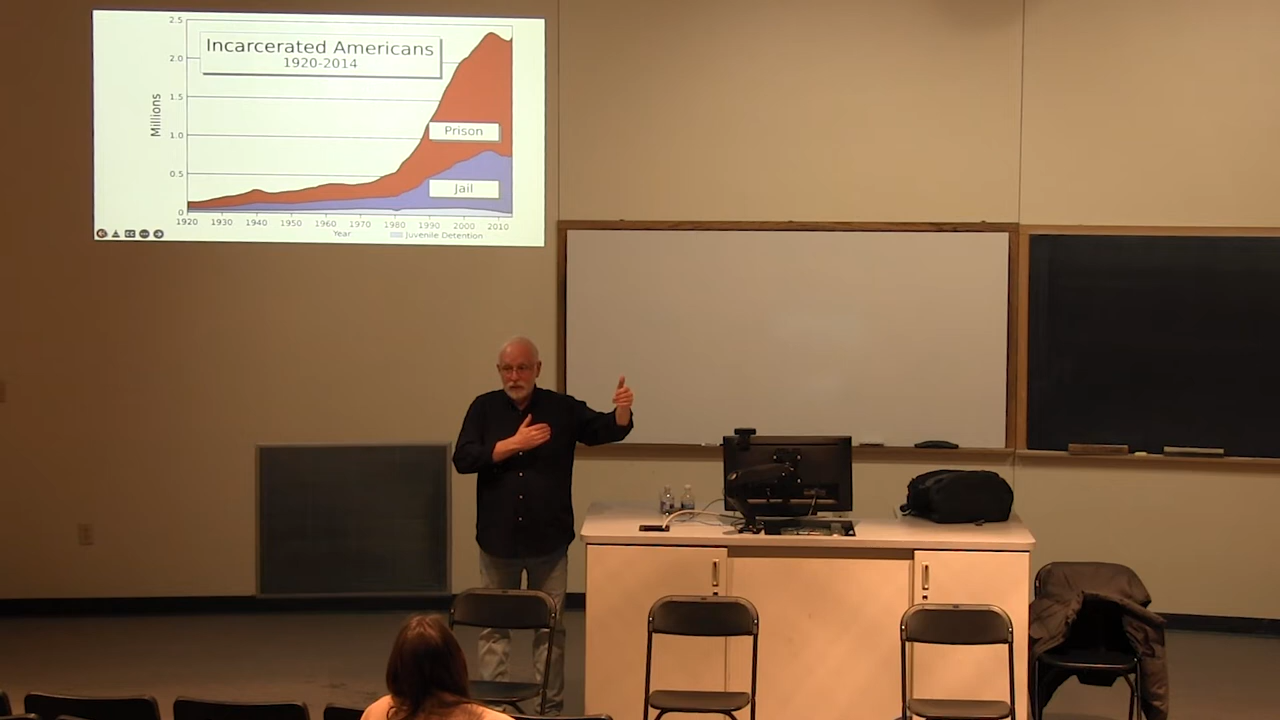 2.5
Incarcerated Americans
1920-2014
2.0
1.5
Millions
1.0
Prison
0.5
Jail
0
1920 1930 1940 1950 1960 1970 1980 1990 2000 2010
Year
Juvenile Detention